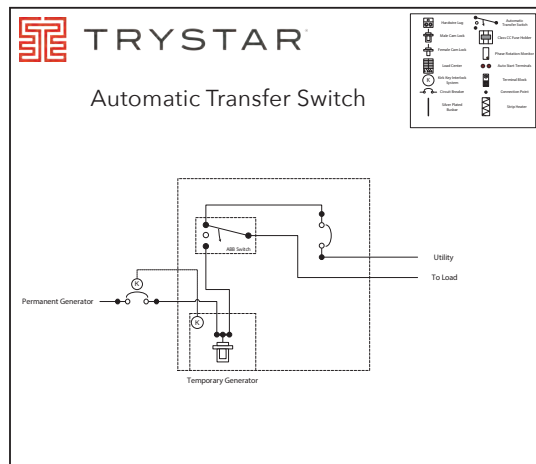 TRYSTAR
Automatic Transfer Switch
Hardwire Lug
Male Cam-Lock
Female Cam-Lock
Load Center
K
Kirk Key Interlock
System
Circuit Breaker
Silver Plated
Busbar
Automatic
Transfer Switch
Class CC Fuse Holder
Phase Rotation Monitor
Auto Start Terminals
Terminal Block
Connection Point
Strip Heater
ABB Switch
Utility
To Load
K
Permanent Generator
K
Temporary Generator